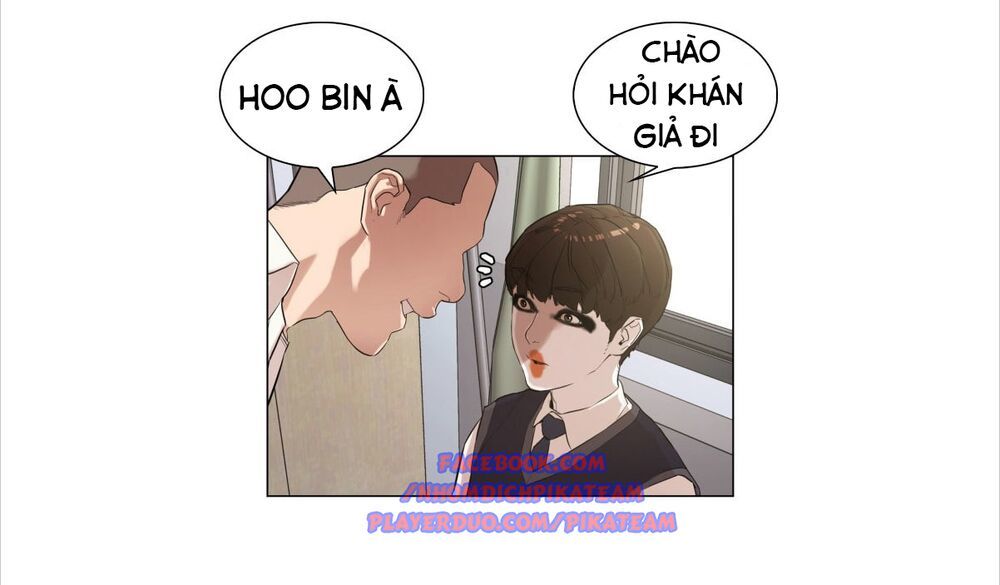 HOO BIN À
CHÀO
HỎI KHÁN
GIẢ ĐI
FACEBOOK.COM
/NHOMDICHPIKATEAM
PLAYERDUO.COM/PIKATEAM